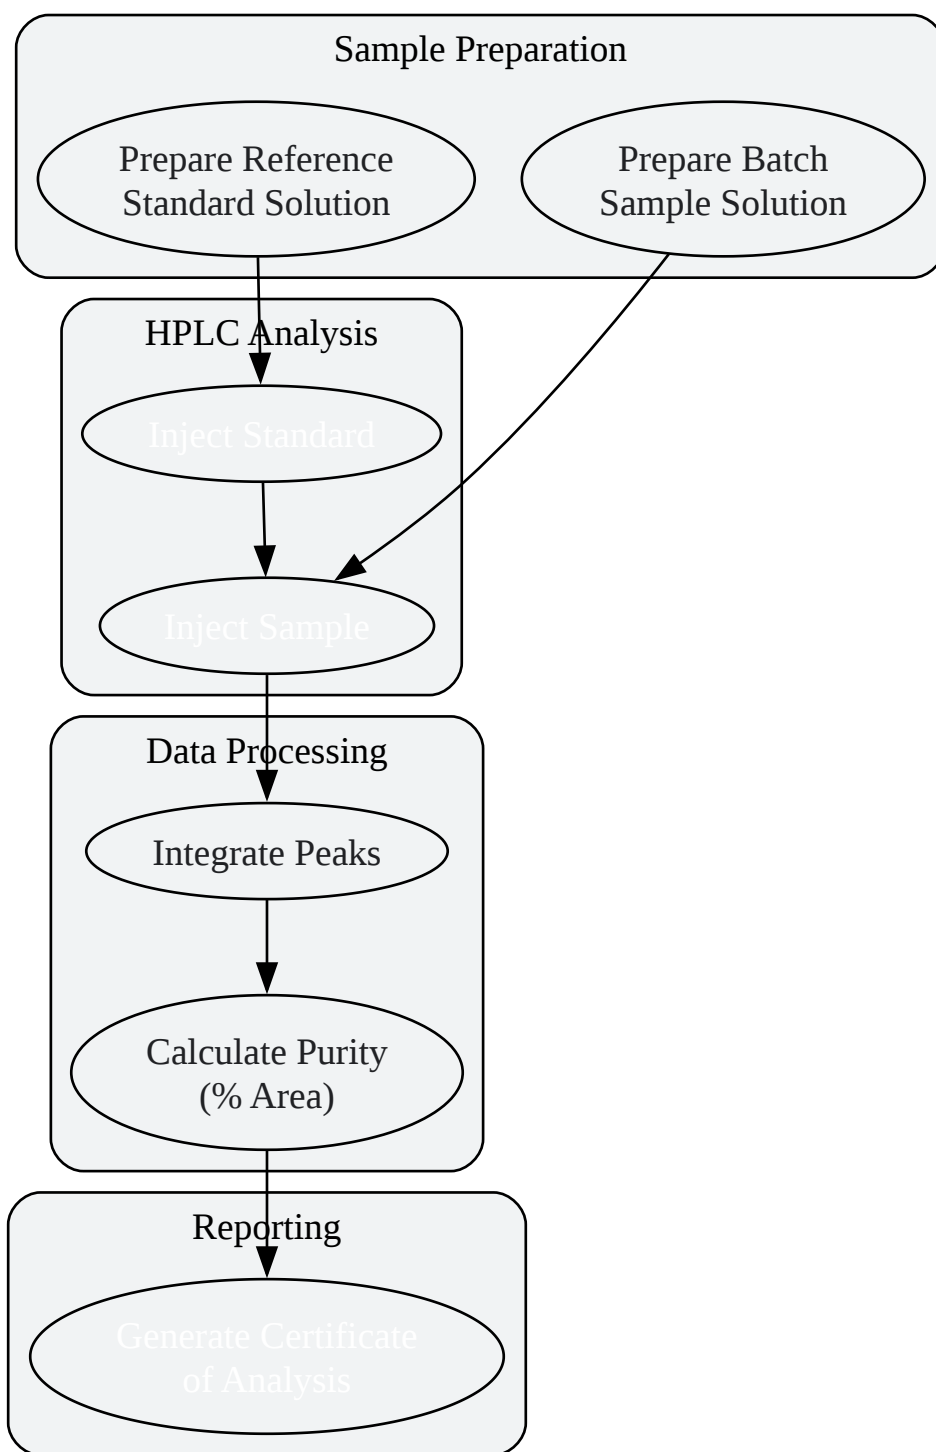 Sample Preparation
Prepare Reference
Standard Solution
Prepare Batch
Sample Solution
HPLC Analysis
Inject Standard
Inject Sample
Data Processing
Integrate Peaks
Calculate Purity
(% Area)
Reporting
Generate Certificate
of Analysis